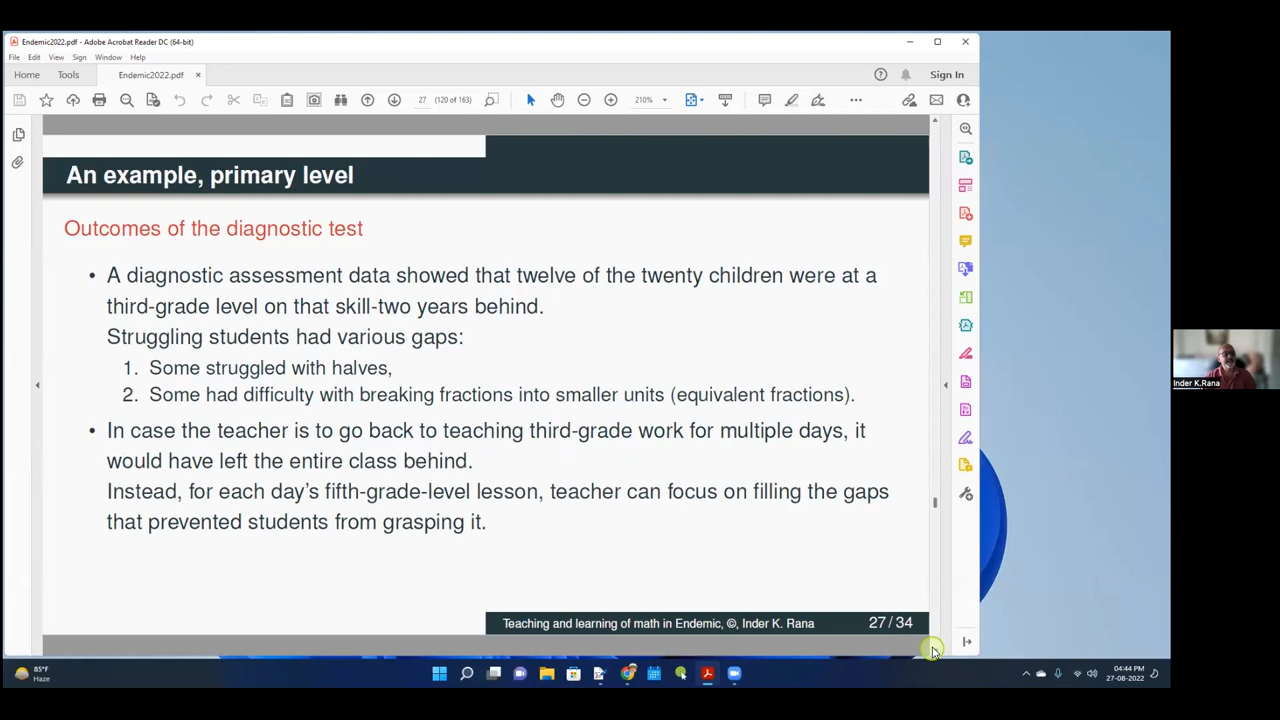 Endemic2022.pdf - Adobe Acrobat Reader DC (64-bit)
File Edit View Sign Window Help
Home Tools Endemic2022.pdf × Sign In
27 (120 of 163) 210%
An example, primary level
Outcomes of the diagnostic test
• A diagnostic assessment data showed that twelve of the twenty children were at a
third-grade level on that skill-two years behind.
Struggling students had various gaps:
1. Some struggled with halves,
2. Some had difficulty with breaking fractions into smaller units (equivalent fractions).
• In case the teacher is to go back to teaching third-grade work for multiple days, it
would have left the entire class behind.
Instead, for each day's fifth-grade-level lesson, teacher can focus on filling the gaps
that prevented students from grasping it.
Teaching and learning of math in Endemic, ©, Inder K. Rana 27 / 34
Inder K.Rana
85°F
Haze
04:44 PM
27-08-2022